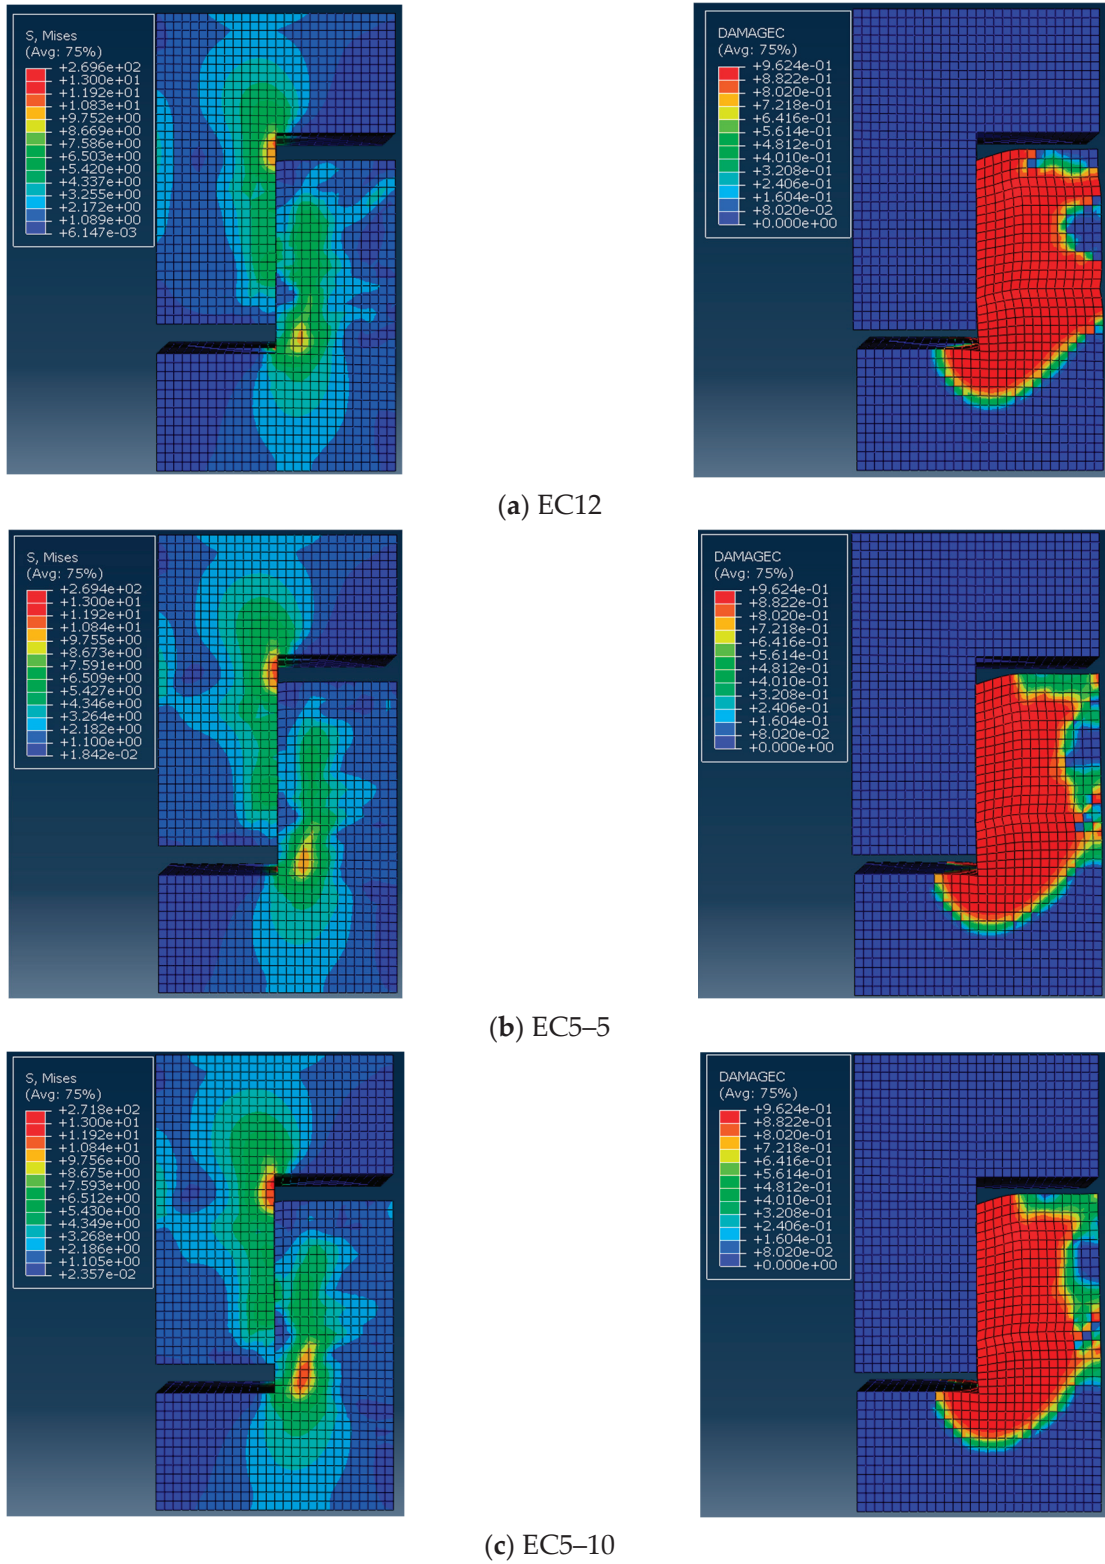 S, Mises
(Avg: 75%)
+2.696e+02
+1.300e+01
+1.192e+01
+1.083e+01
+9.752e+00
+8.669e+00
+7.586e+00
+6.503e+00
+5.420e+00
+4.337e+00
+3.255e+00
+2.172e+00
+1.089e+00
+6.147e-03
DAMAGEC
(Avg: 75%)
+9.624e-01
+8.822e-01
+8.020e-01
+7.218e-01
+6.416e-01
+5.614e-01
+4.812e-01
+4.010e-01
+3.208e-01
+2.406e-01
+1.604e-01
+8.020e-02
+0.000e+00
(a) EC12
S, Mises
(Avg: 75%)
+2.694e+02
+1.300e+01
+1.192e+01
+1.084e+01
+9.755e+00
+8.673e+00
+7.591e+00
+6.509e+00
+5.427e+00
+4.346e+00
+3.264e+00
+2.182e+00
+1.100e+00
+1.842e-02
DAMAGEC
(Avg: 75%)
+9.624e-01
+8.822e-01
+8.020e-01
+7.218e-01
+6.416e-01
+5.614e-01
+4.812e-01
+4.010e-01
+3.208e-01
+2.406e-01
+1.604e-01
+8.020e-02
+0.000e+00
(b) EC5–5
S, Mises
(Avg: 75%)
+2.718e+02
+1.300e+01
+1.192e+01
+1.084e+01
+9.756e+00
+8.675e+00
+7.593e+00
+6.512e+00
+5.430e+00
+4.349e+00
+3.268e+00
+2.186e+00
+1.105e+00
+2.357e-02
DAMAGEC
(Avg: 75%)
+9.624e-01
+8.822e-01
+8.020e-01
+7.218e-01
+6.416e-01
+5.614e-01
+4.812e-01
+4.010e-01
+3.208e-01
+2.406e-01
+1.604e-01
+8.020e-02
+0.000e+00
(c) EC5–10